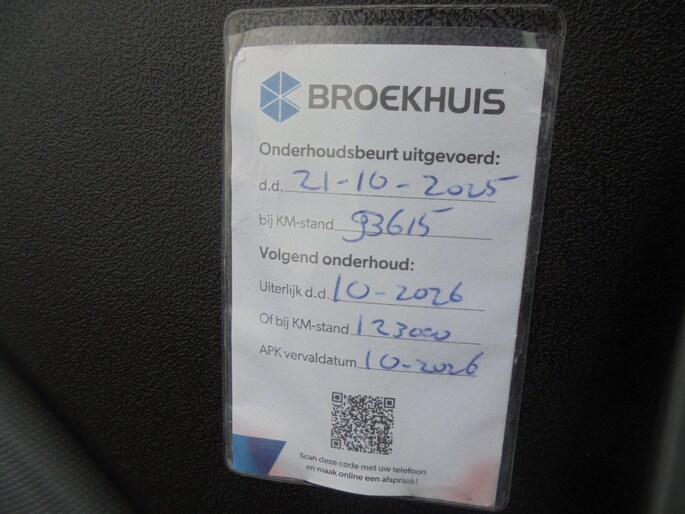 BROEKHUIS
Onderhoudsbeurt uitgevoerd:
d.d. 21-10-2025
bij KM-stand 93615
Volgend onderhoud:
Uiterlijk d.d. 10-2026
Of bij KM-stand 123000
APK vervaldatum 10-2026
Scan deze code met uw telefoon
en maak online een afspraak!